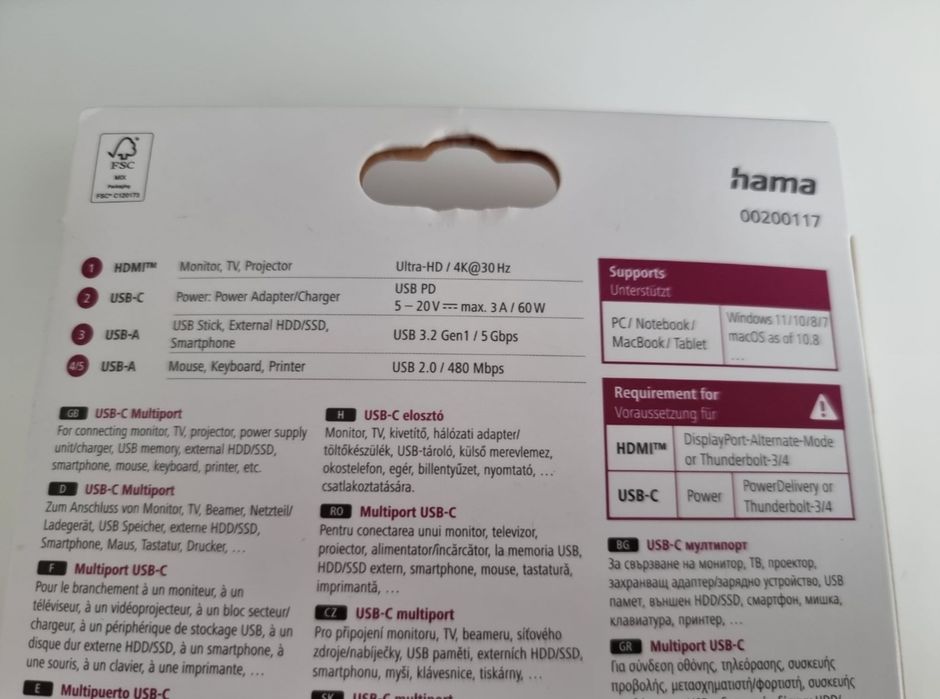 FSC
MIX
Packaging
FSC® C120173
hama
00200117
1 HDMI™ Monitor, TV, Projector Ultra-HD / 4K@30 Hz
2 USB-C Power: Power Adapter/Charger USB PD
5 – 20 V ⎓ max. 3 A / 60 W
3 USB-A USB Stick, External HDD/SSD,
Smartphone USB 3.2 Gen1 / 5 Gbps
4/5 USB-A Mouse, Keyboard, Printer USB 2.0 / 480 Mbps
Supports
Unterstützt
PC / Notebook /
MacBook / Tablet
Windows 11/10/8/7
macOS as of 10.8
...
Requirement for
Voraussetzung für
HDMI™ DisplayPort-Alternate-Mode
or Thunderbolt-3/4
USB-C Power PowerDelivery or
Thunderbolt-3/4
GB USB-C Multiport
For connecting monitor, TV, projector, power supply
unit/charger, USB memory, external HDD/SSD,
smartphone, mouse, keyboard, printer, etc.
D USB-C Multiport
Zum Anschluss von Monitor, TV, Beamer, Netzteil/
Ladegerät, USB Speicher, externe HDD/SSD,
Smartphone, Maus, Tastatur, Drucker, ...
F Multiport USB-C
Pour le branchement à un moniteur, à un
téléviseur, à un vidéoprojecteur, à un bloc secteur/
chargeur, à un périphérique de stockage USB, à un
disque dur externe HDD/SSD, à un smartphone, à
une souris, à un clavier, à une imprimante, ...
E Multipuerto USB-C
H USB-C elosztó
Monitor, TV, kivetítő, hálózati adapter/
töltőkészülék, USB-tároló, külső merevlemez,
okostelefon, egér, billentyűzet, nyomtató, ...
csatlakoztatására.
RO Multiport USB-C
Pentru conectarea unui monitor, televizor,
proiector, alimentator/încărcător, la memoria USB,
HDD/SSD extern, smartphone, mouse, tastatură,
imprimantă, ...
CZ USB-C multiport
Pro připojení monitoru, TV, beameru, síťového
zdroje/nabíječky, USB paměti, externích HDD/SSD,
smartphonu, myši, klávesnice, tiskárny, ...
SK USB-C multiport
BG USB-C мултипорт
За свързване на монитор, ТВ, проектор,
захранващ адаптер/зарядно устройство, USB
памет, външен HDD/SSD, смартфон, мишка,
клавиатура, принтер, ...
GR Multiport USB-C
Για σύνδεση οθόνης, τηλεόρασης, συσκευής
προβολής, μετασχηματιστή/φορτιστή, συσκευής